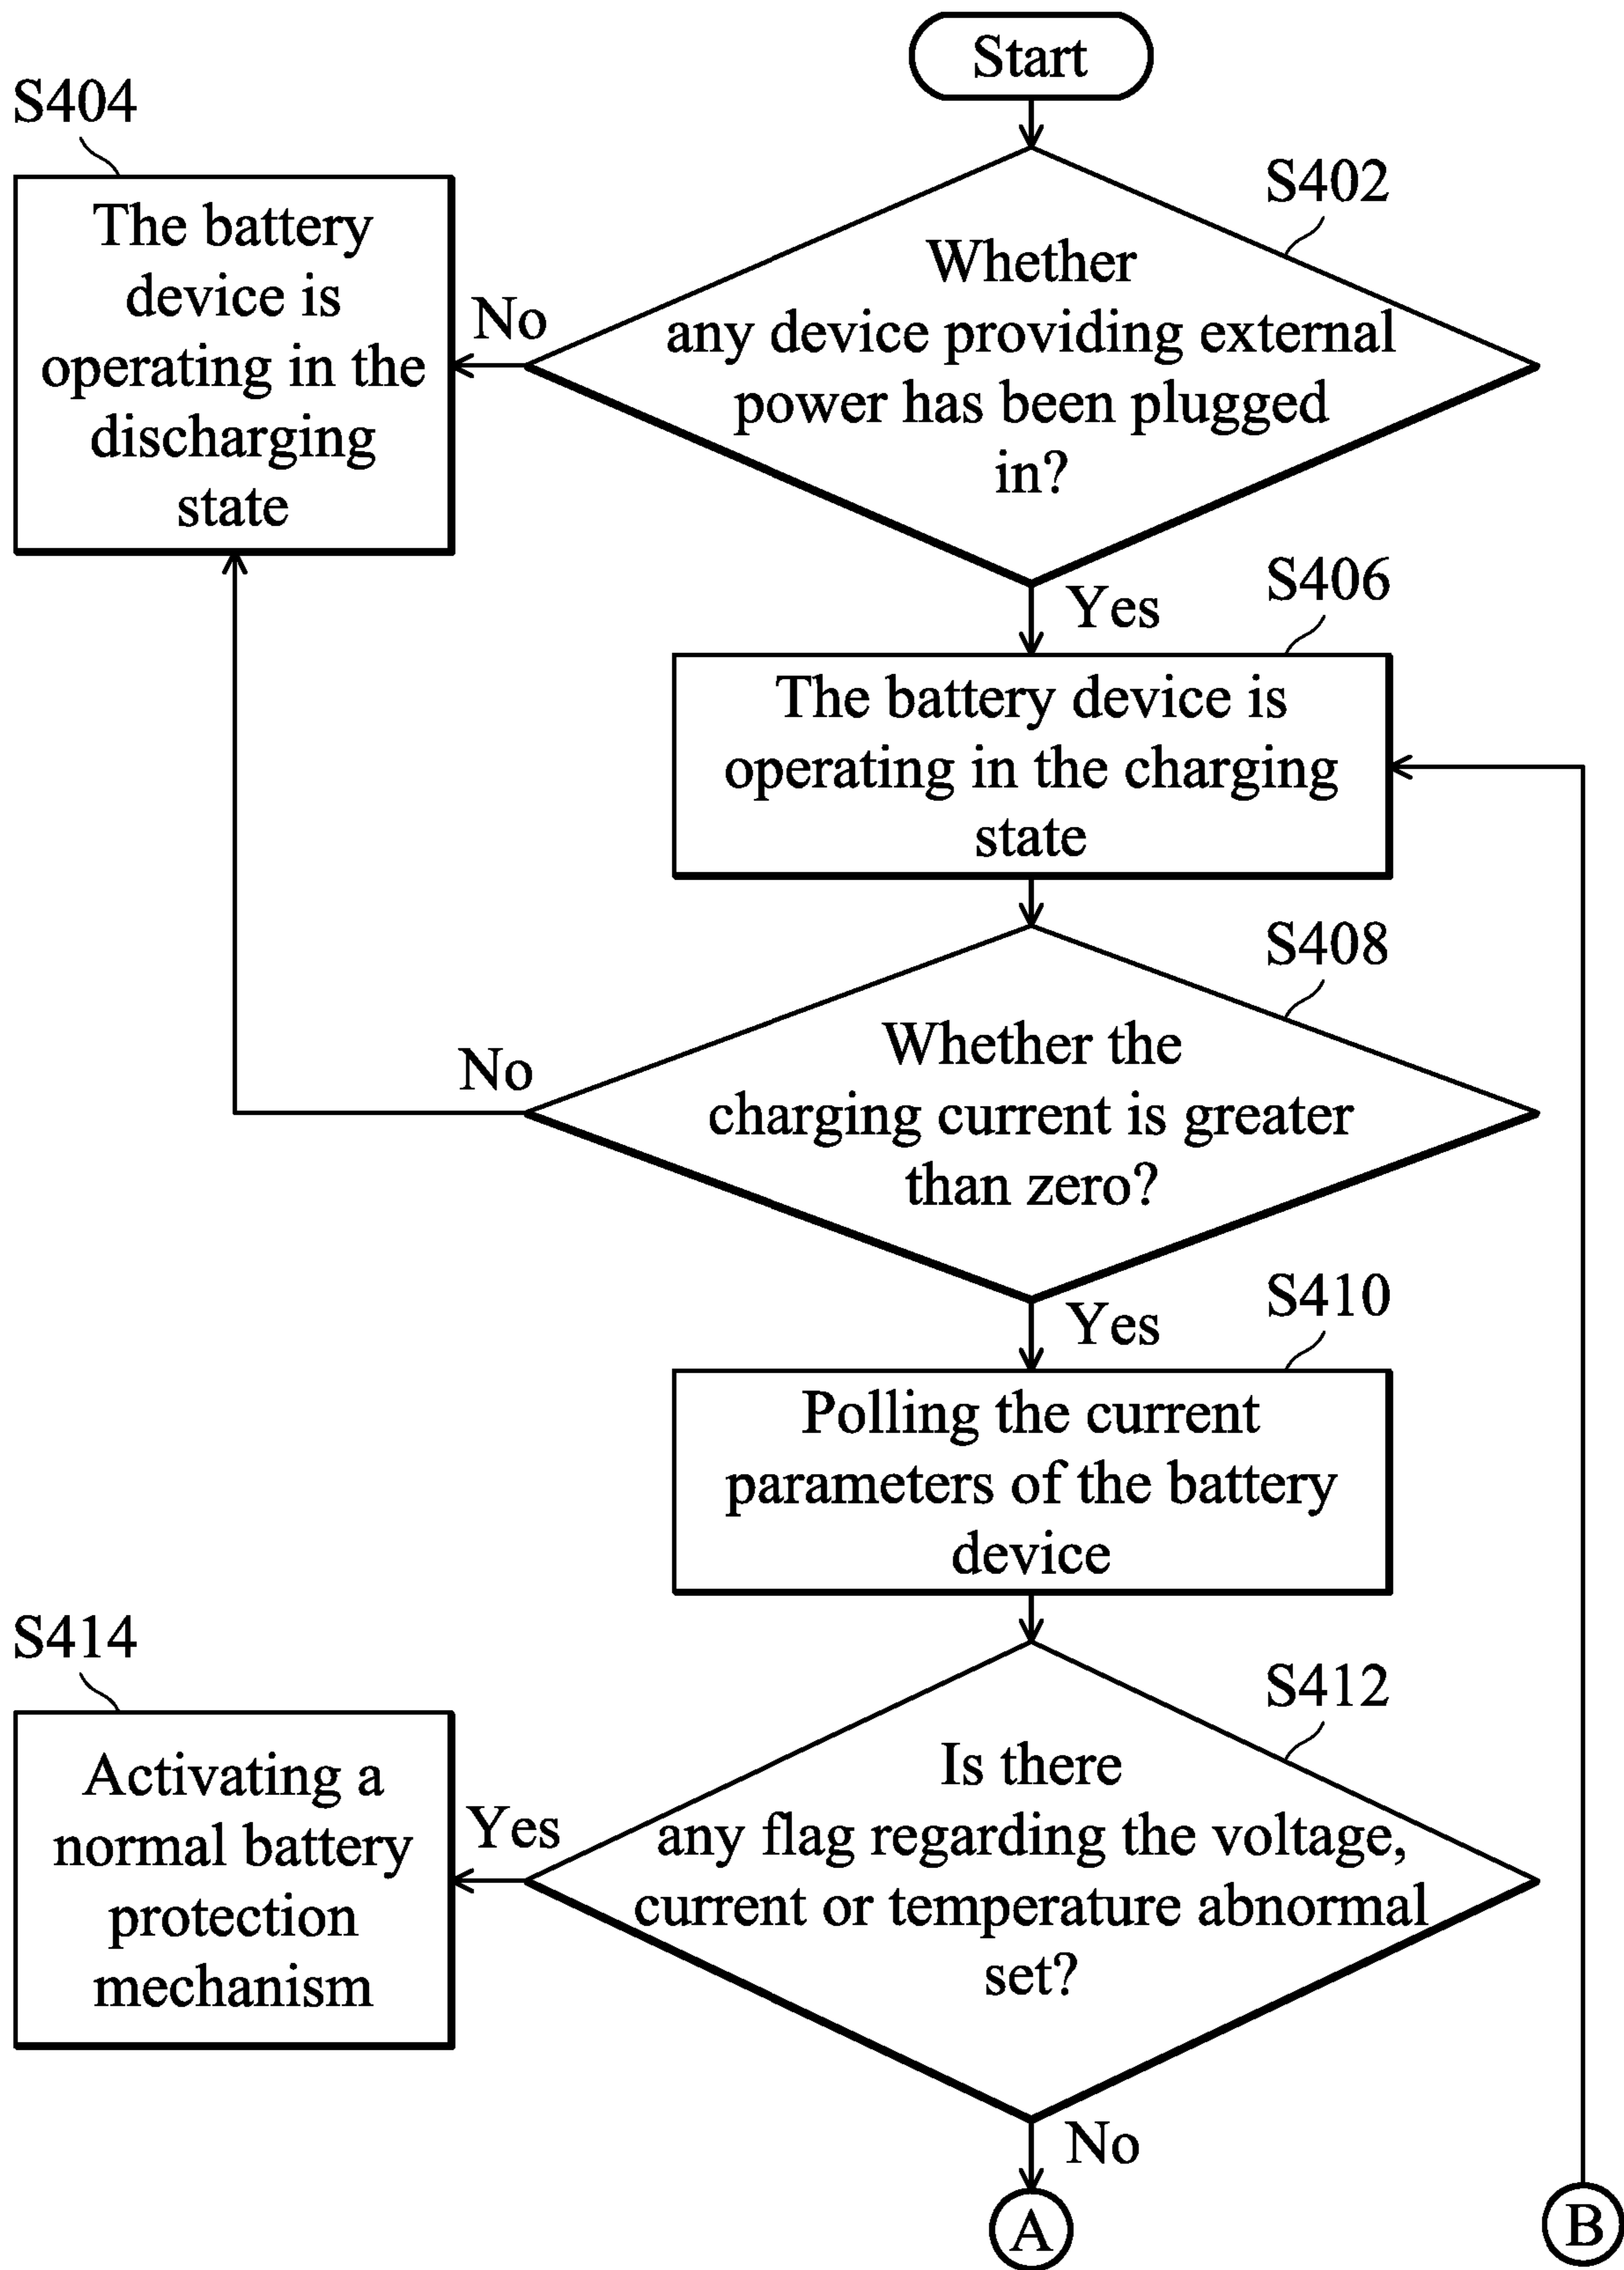 Start
S404
S402
The battery
device is
operating in the
discharging
state
No
Whether
any device providing external
power has been plugged
in?
Yes
S406
The battery device is
operating in the charging
state
S408
No
Whether the
charging current is greater
than zero?
Yes
S410
Polling the current
parameters of the battery
device
S414
S412
Activating a
normal battery
protection
mechanism
Yes
Is there
any flag regarding the voltage,
current or temperature abnormal
set?
No
A
B